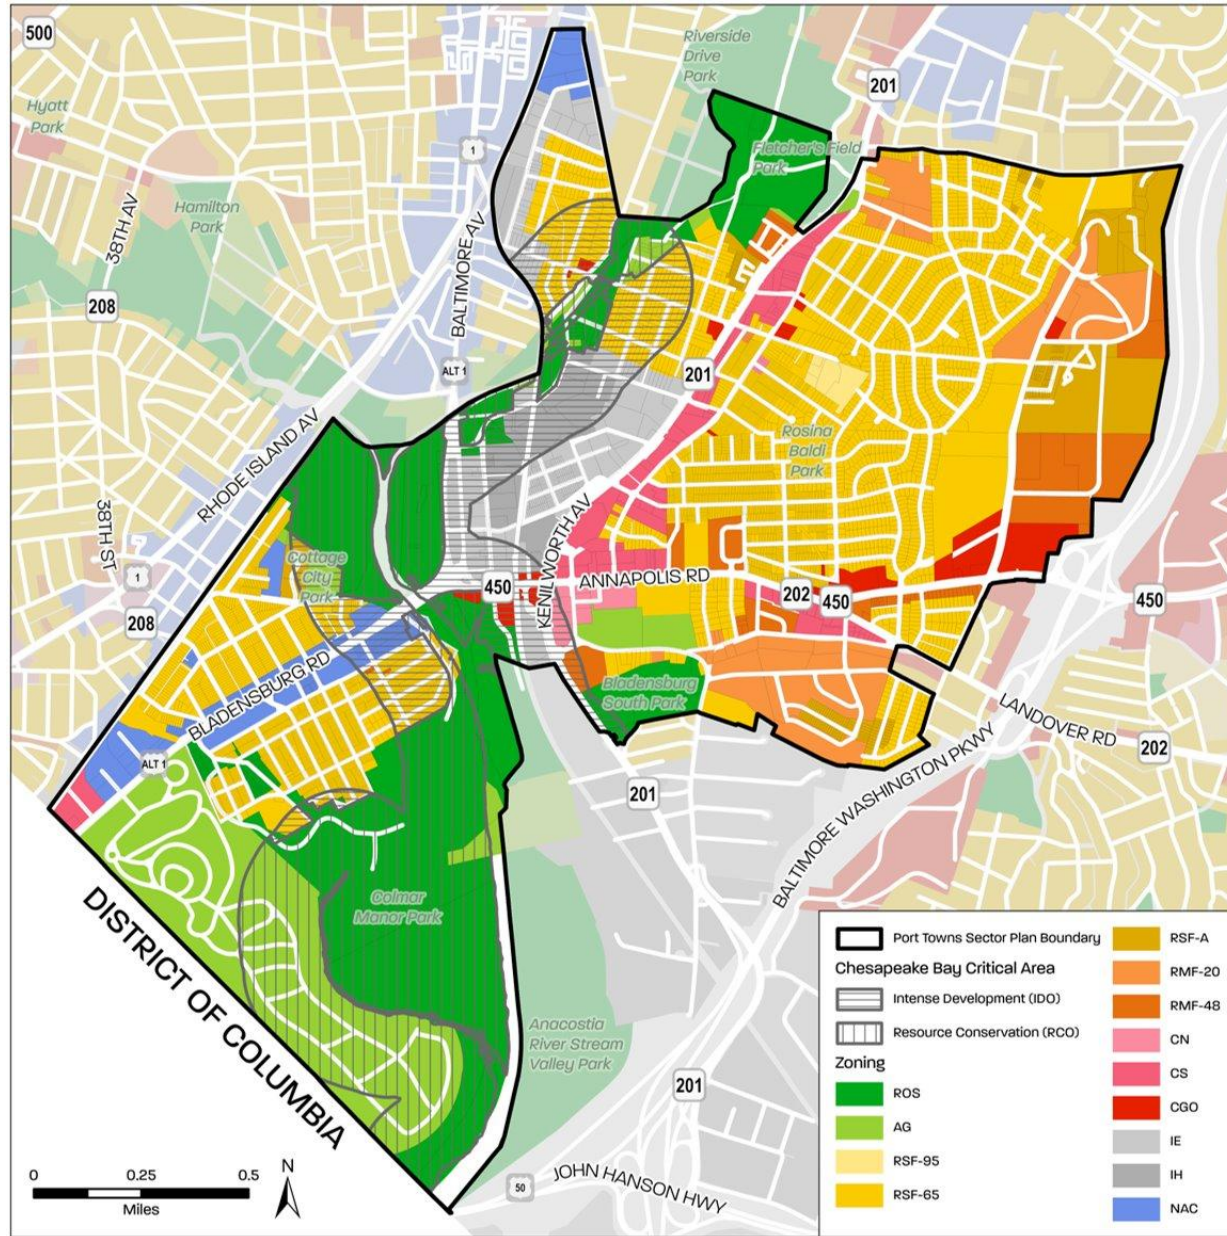 500
Riverside
Drive
Park
201
Hyatt
Park
1
Fletcher's Field
Park
38TH AV
Hamilton
Park
BALTIMORE AV
208
ALT 1
201
RHODE ISLAND AV
Rosina
Baldi
Park
38TH ST
KENILWORTH AV
Cottage
City
Park
1
450
ANNAPOLIS RD
202
450
450
208
BLADENSBURG RD
Bladensburg
South Park
LANDOVER RD
202
ALT 1
201
BALTIMORE WASHINGTON PKWY
Colmar
Manor Park
DISTRICT OF COLUMBIA
Anacostia
River Stream
Valley Park
201
JOHN HANSON HWY
50
0 0.25 0.5
Miles
N
Port Towns Sector Plan Boundary
Chesapeake Bay Critical Area
Intense Development (IDO)
Resource Conservation (RCO)
Zoning
ROS
AG
RSF-95
RSF-65
RSF-A
RMF-20
RMF-48
CN
CS
CGO
IE
IH
NAC